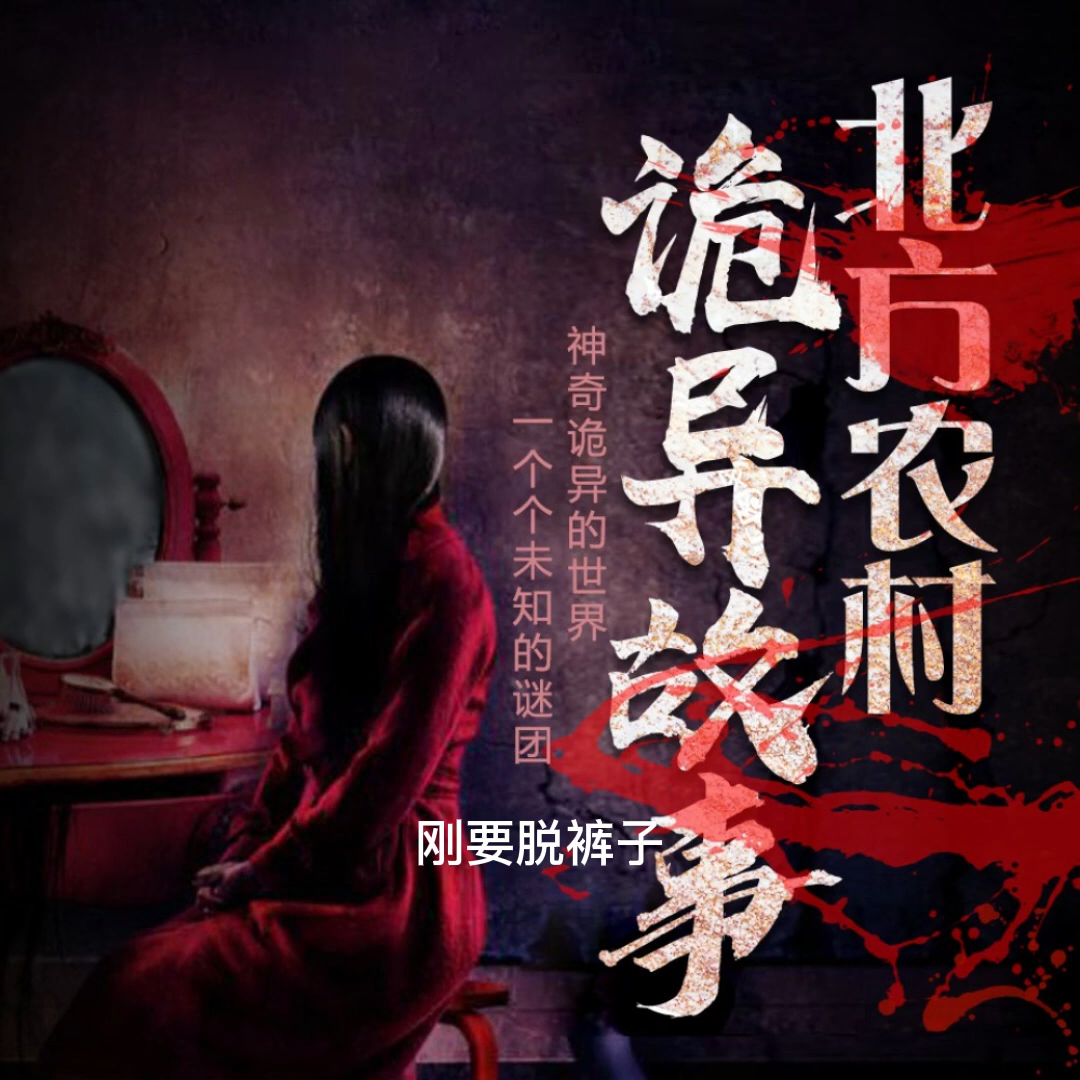 北方农村
诡异故事
神奇诡异的世界
一个个未知的谜团
刚要脱裤子